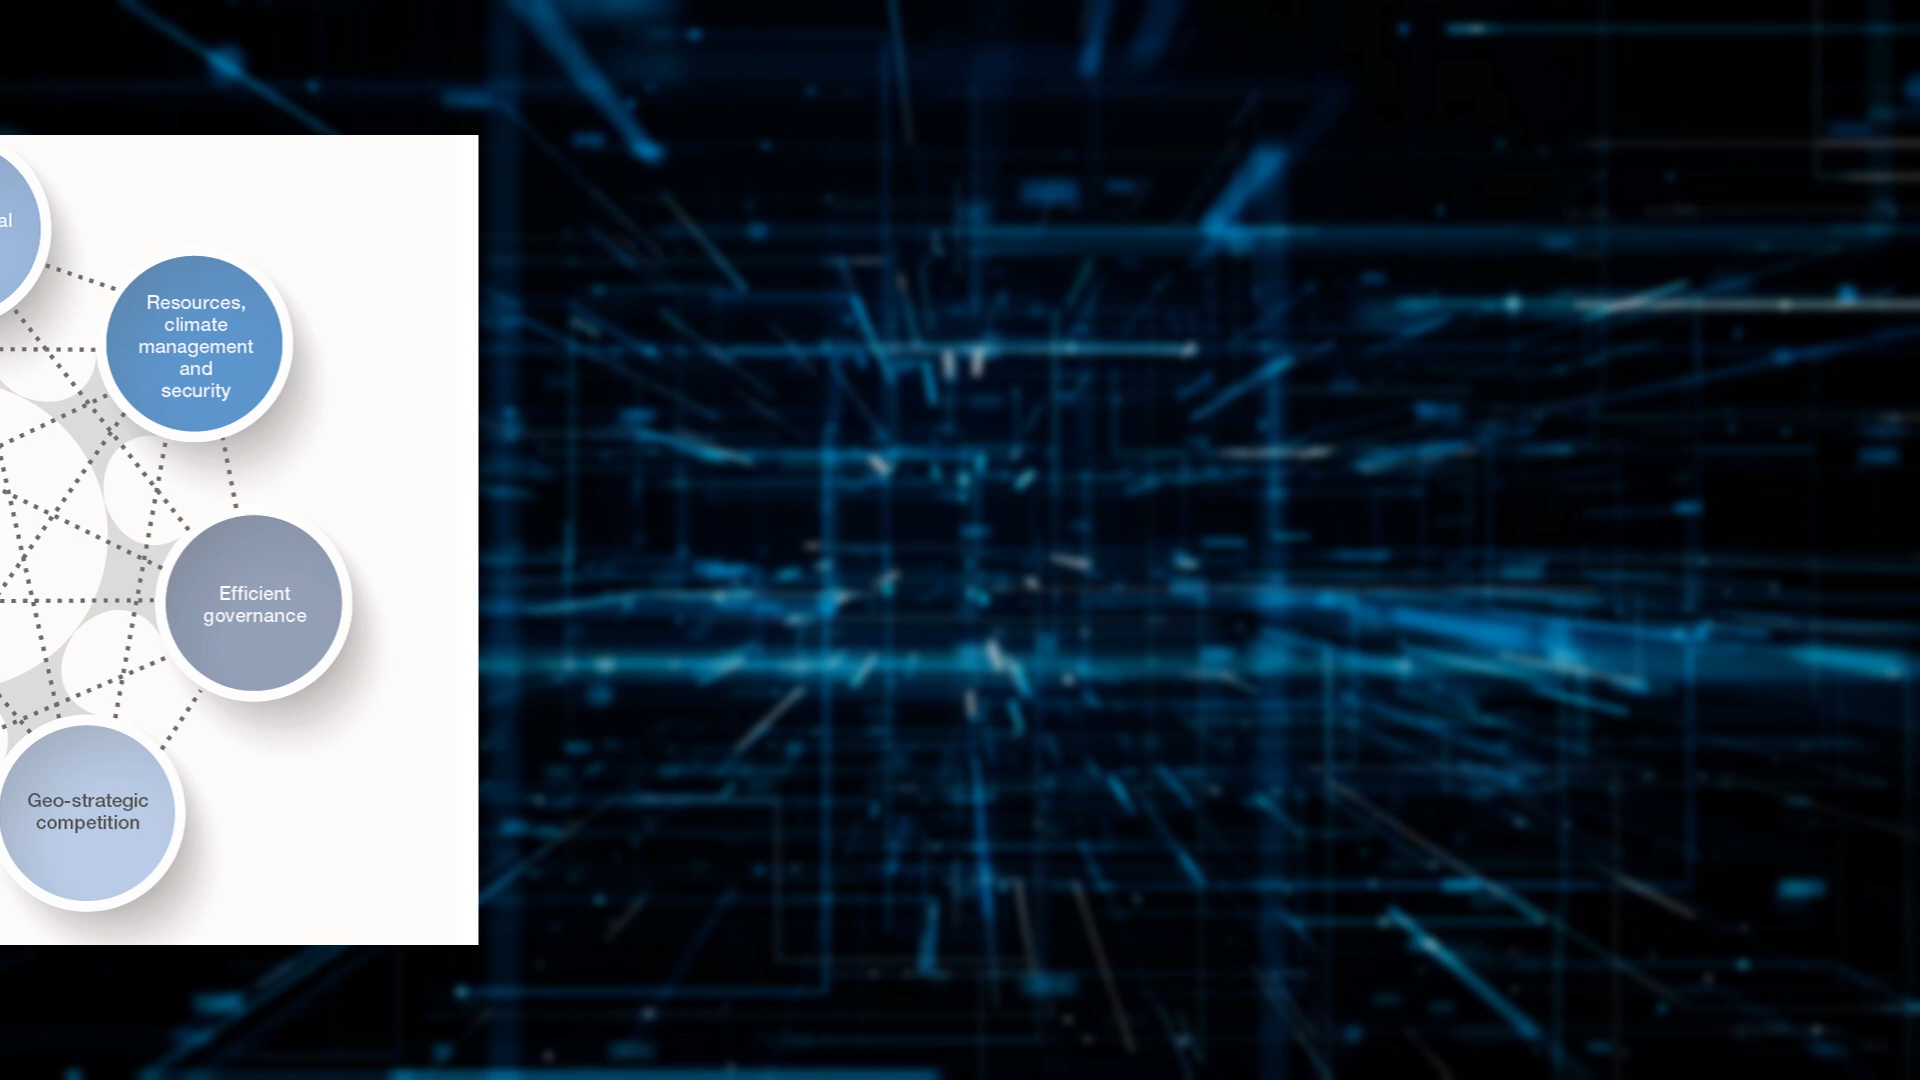 Resources,
climate
management
and
security
Efficient
governance
Geo-strategic
competition